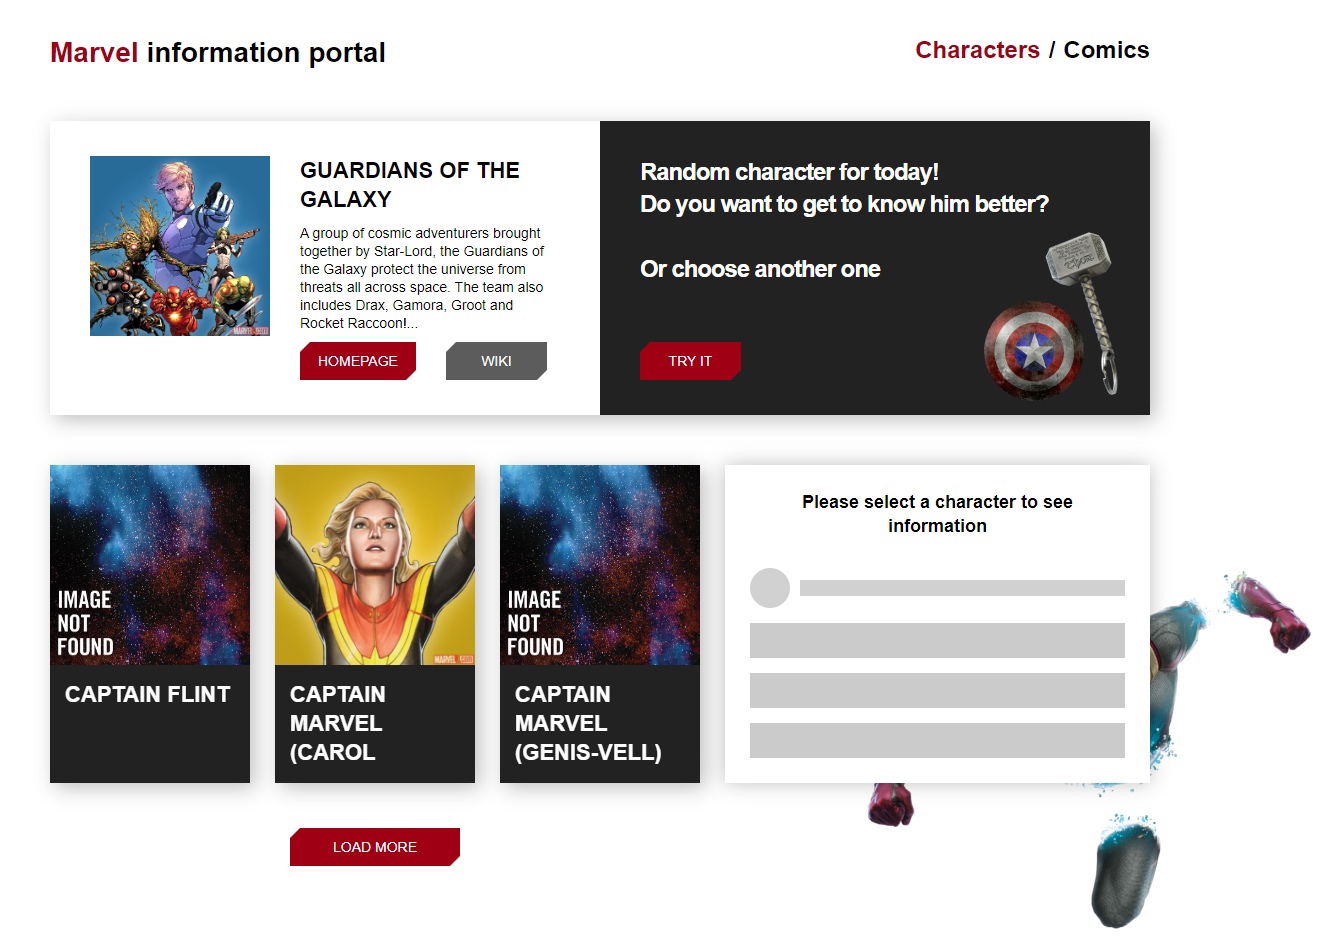 Marvel information portal
Characters / Comics
GUARDIANS OF THE
GALAXY
A group of cosmic adventurers brought
together by Star-Lord, the Guardians of
the Galaxy protect the universe from
threats all across space. The team also
includes Drax, Gamora, Groot and
Rocket Raccoon!...
HOMEPAGE
WIKI
Random character for today!
Do you want to get to know him better?
Or choose another one
TRY IT
IMAGE
NOT
FOUND
CAPTAIN FLINT
MARVEL
CAPTAIN
MARVEL
(CAROL
IMAGE
NOT
FOUND
CAPTAIN
MARVEL
(GENIS-VELL)
Please select a character to see
information
LOAD MORE